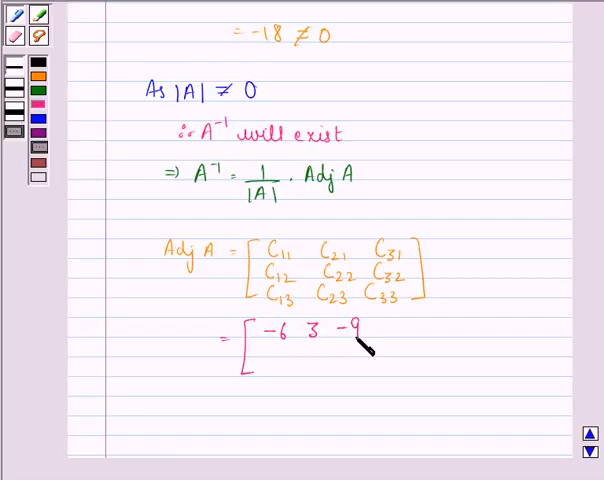 = -18 ≠ 0
As |A| ≠ 0
∴ A⁻¹ will exist
⇒ A⁻¹ = 1/|A| . Adj A
Adj A = [ C₁₁ C₂₁ C₃₁
C₁₂ C₂₂ C₃₂
C₁₃ C₂₃ C₃₃ ]
= [ -6 3 -9